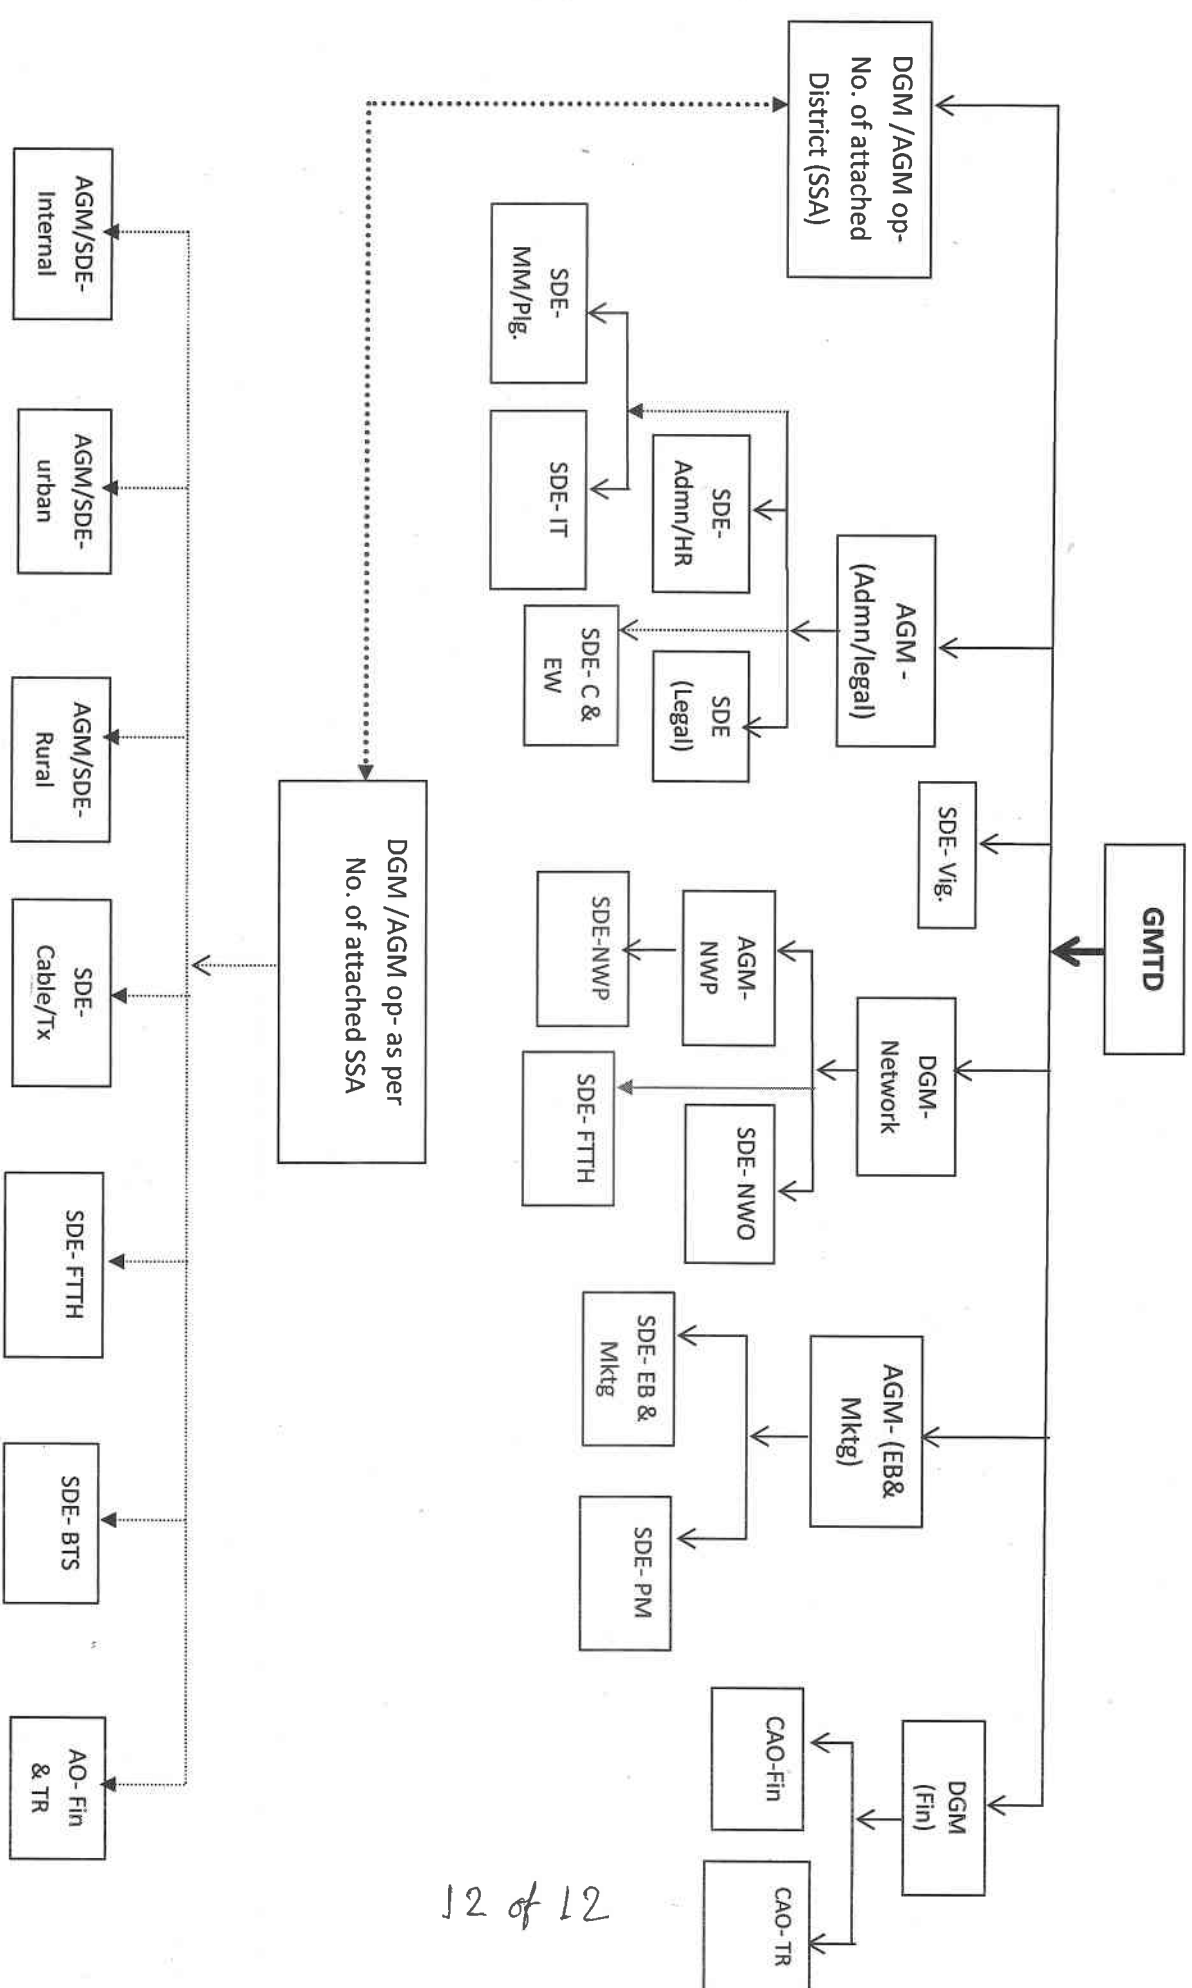 GMTD
DGM /AGM op-
No. of attached
District (SSA)
AGM -
(Admn/legal)
SDE- Vig.
DGM-
Network
AGM- (EB&
Mktg)
DGM
(Fin)
SDE-
Admn/HR
SDE
(Legal)
SDE-
MM/Plg.
SDE- IT
SDE- C &
EW
AGM-
NWP
SDE- NWO
SDE-NWP
SDE- FTTH
SDE- EB &
Mktg
SDE- PM
CAO-Fin
CAO- TR
DGM /AGM op- as per
No. of attached SSA
AGM/SDE-
Internal
AGM/SDE-
urban
AGM/SDE-
Rural
SDE-
Cable/Tx
SDE- FTTH
SDE- BTS
AO- Fin
& TR
12 of 12